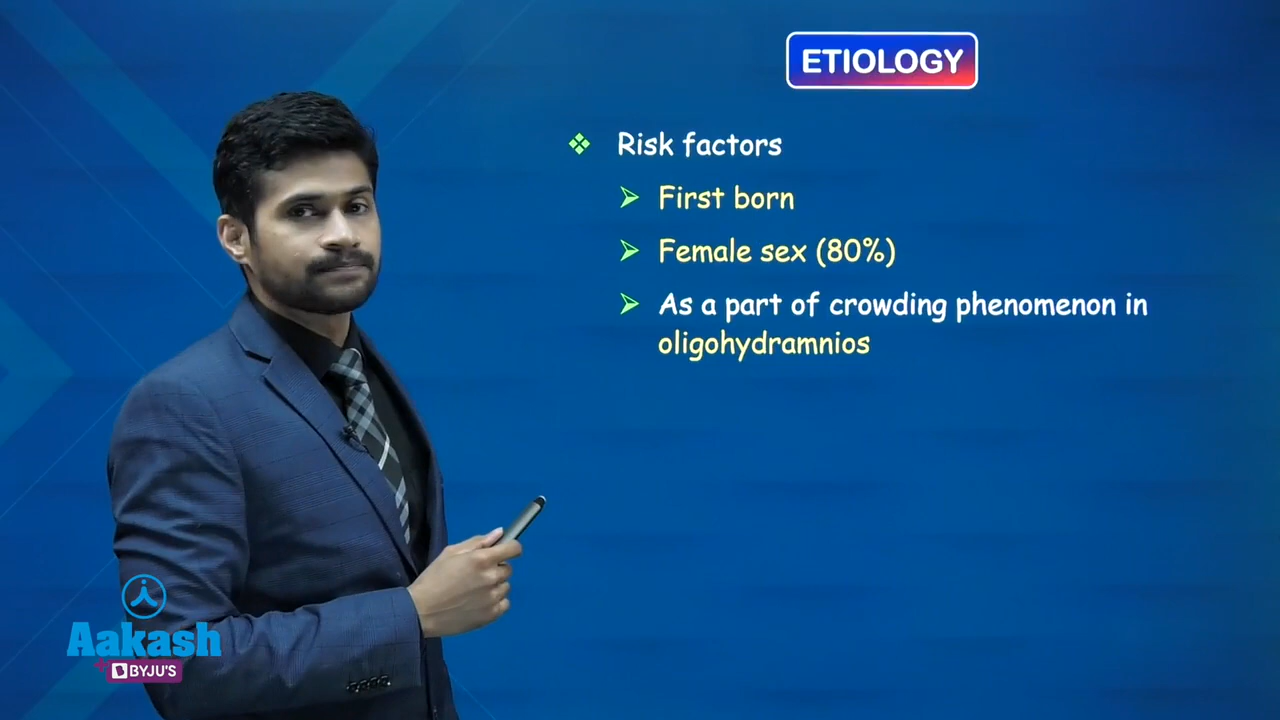 ETIOLOGY
Risk factors
First born
Female sex (80%)
As a part of crowding phenomenon in
oligohydramnios
Aakash
+ BYJU'S